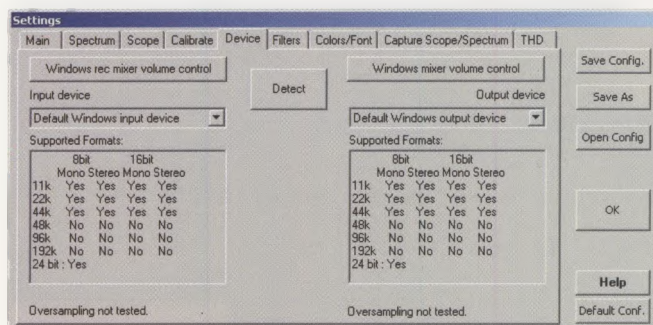 Settings
Main Spectrum Scope Calibrate Device Filters Colors/Font Capture Scope/Spectrum THD
Windows rec mixer volume control
Detect
Windows mixer volume control
Save Config.
Input device
Output device
Save As
Default Windows input device
Default Windows output device
Supported Formats:
8bit 16bit
Mono Stereo Mono Stereo
11k Yes Yes Yes Yes
22k Yes Yes Yes Yes
44k Yes Yes Yes Yes
48k No No No No
96k No No No No
192k No No No No
24 bit : Yes
Oversampling not tested.
Supported Formats:
8bit 16bit
Mono Stereo Mono Stereo
11k Yes Yes Yes Yes
22k Yes Yes Yes Yes
44k Yes Yes Yes Yes
48k No No No No
96k No No No No
192k No No No No
24 bit : Yes
Oversampling not tested.
Open Config
OK
Help
Default Conf.